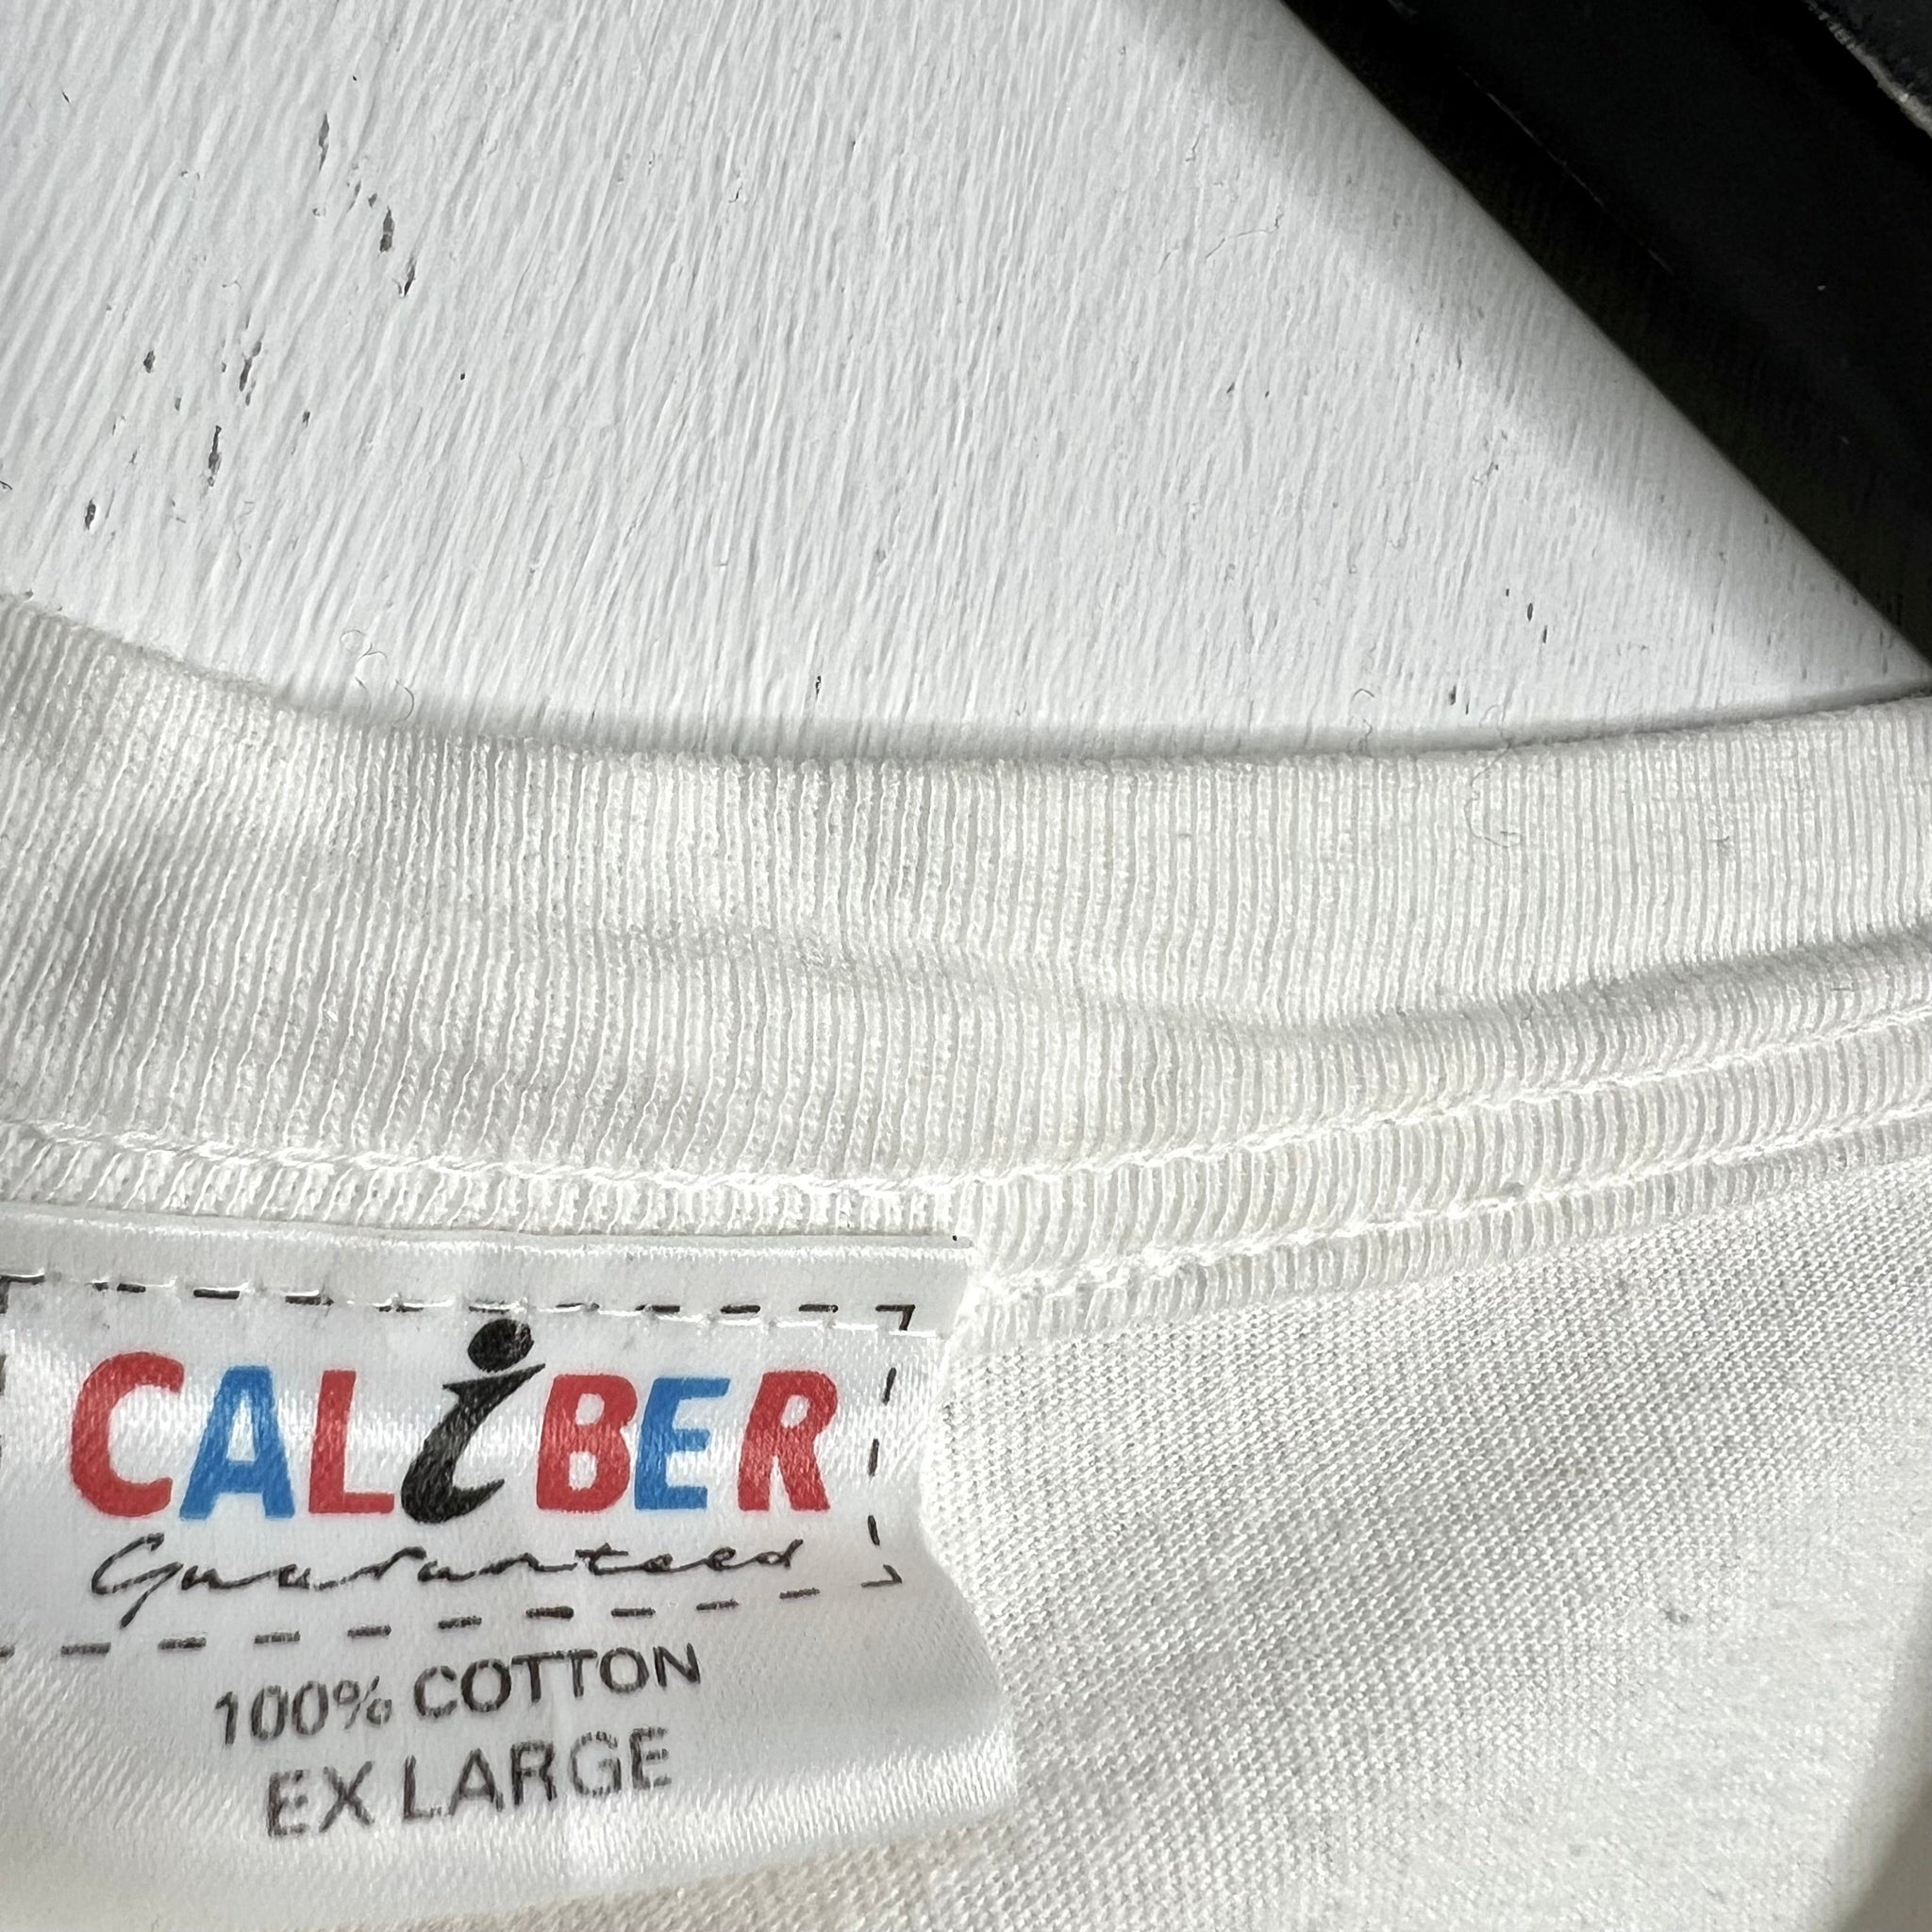 CALiBER
Guaranteed
100% COTTON
EX LARGE